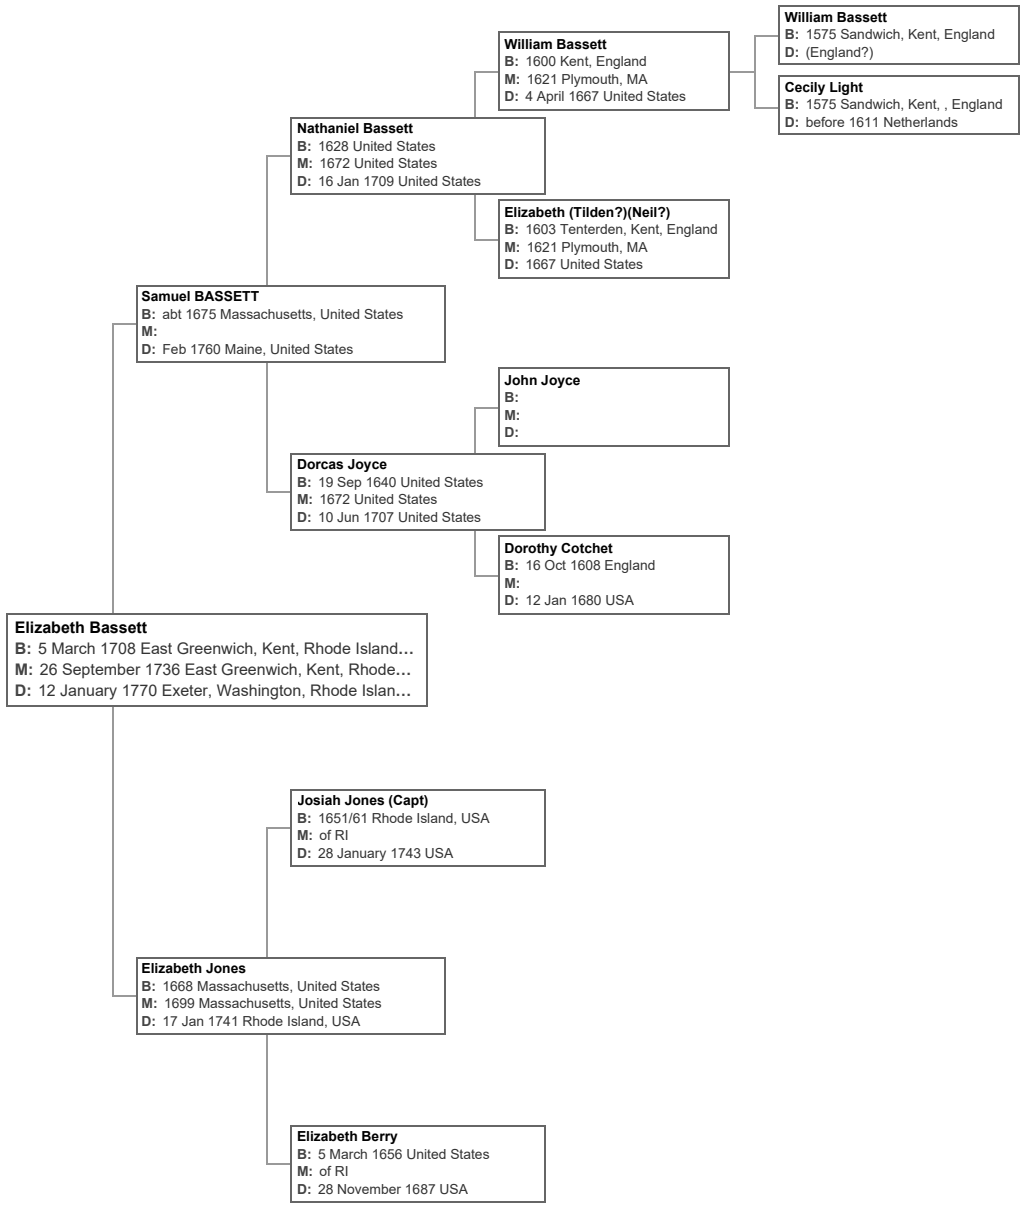 William Bassett
B: 1575 Sandwich, Kent, England
D: (England?)
William Bassett
B: 1600 Kent, England
M: 1621 Plymouth, MA
D: 4 April 1667 United States
Cecily Light
B: 1575 Sandwich, Kent, , England
D: before 1611 Netherlands
Nathaniel Bassett
B: 1628 United States
M: 1672 United States
D: 16 Jan 1709 United States
Elizabeth (Tilden?)(Neil?)
B: 1603 Tenterden, Kent, England
M: 1621 Plymouth, MA
D: 1667 United States
Samuel BASSETT
B: abt 1675 Massachusetts, United States
M:
D: Feb 1760 Maine, United States
John Joyce
B:
M:
D:
Dorcas Joyce
B: 19 Sep 1640 United States
M: 1672 United States
D: 10 Jun 1707 United States
Dorothy Cotchet
B: 16 Oct 1608 England
M:
D: 12 Jan 1680 USA
Elizabeth Bassett
B: 5 March 1708 East Greenwich, Kent, Rhode Island...
M: 26 September 1736 East Greenwich, Kent, Rhode...
D: 12 January 1770 Exeter, Washington, Rhode Islan...
Josiah Jones (Capt)
B: 1651/61 Rhode Island, USA
M: of RI
D: 28 January 1743 USA
Elizabeth Jones
B: 1668 Massachusetts, United States
M: 1699 Massachusetts, United States
D: 17 Jan 1741 Rhode Island, USA
Elizabeth Berry
B: 5 March 1656 United States
M: of RI
D: 28 November 1687 USA